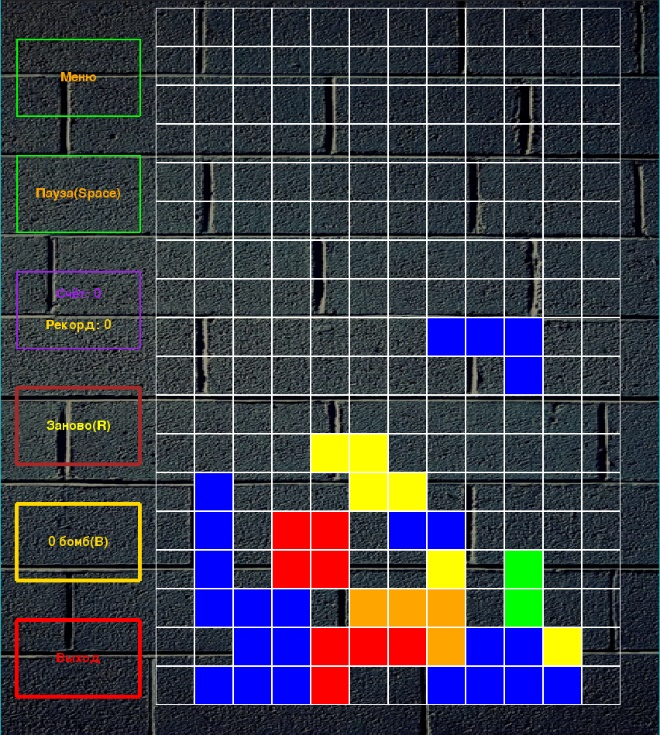 Меню
Пауза(Space)
Счёт: 0
Рекорд: 0
Заново(R)
0 бомб(B)
Выход